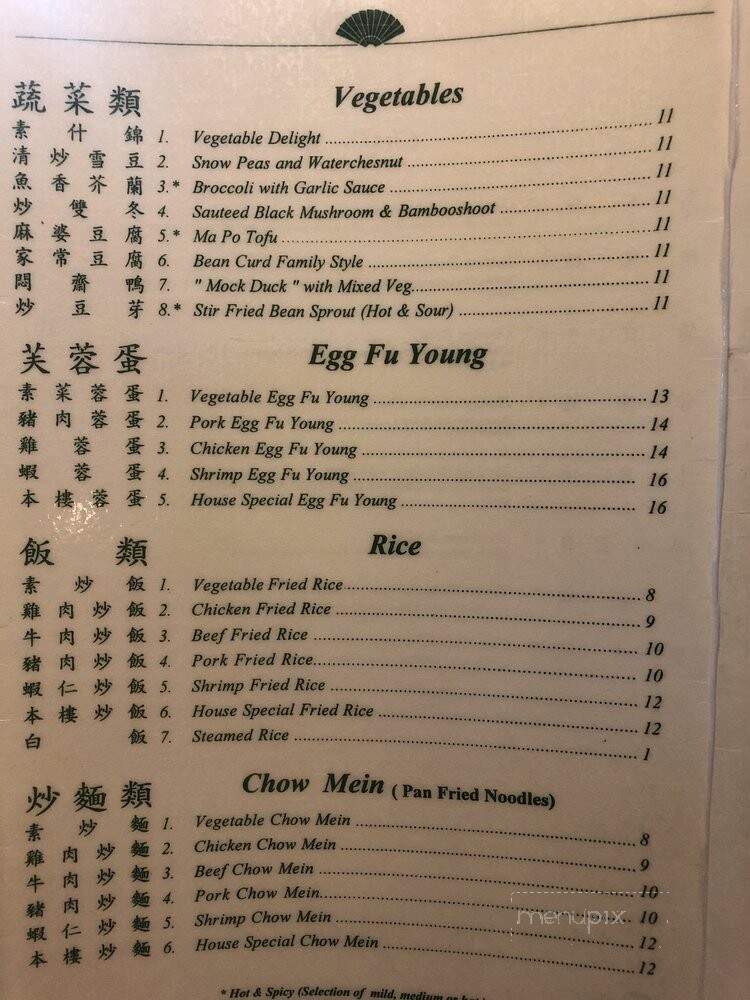 蔬菜類 Vegetables
素什錦 1. Vegetable Delight 11
清炒雪豆 2. Snow Peas and Waterchesnut 11
魚香芥蘭 3.* Broccoli with Garlic Sauce 11
炒雙冬 4. Sauteed Black Mushroom & Bambooshoot 11
麻婆豆腐 5.* Ma Po Tofu 11
家常豆腐 6. Bean Curd Family Style 11
悶齋鴨 7. " Mock Duck " with Mixed Veg. 11
炒豆芽 8.* Stir Fried Bean Sprout (Hot & Sour) 11
芙蓉蛋 Egg Fu Young
素菜蓉蛋 1. Vegetable Egg Fu Young 13
豬肉蓉蛋 2. Pork Egg Fu Young 14
雞蓉蛋 3. Chicken Egg Fu Young 14
蝦蓉蛋 4. Shrimp Egg Fu Young 16
本樓蓉蛋 5. House Special Egg Fu Young 16
飯類 Rice
素炒飯 1. Vegetable Fried Rice 8
雞肉炒飯 2. Chicken Fried Rice 9
牛肉炒飯 3. Beef Fried Rice 10
豬肉炒飯 4. Pork Fried Rice 10
蝦仁炒飯 5. Shrimp Fried Rice 12
本樓炒飯 6. House Special Fried Rice 12
白飯 7. Steamed Rice 1
炒麵類 Chow Mein ( Pan Fried Noodles)
素炒麵 1. Vegetable Chow Mein 8
雞肉炒麵 2. Chicken Chow Mein 9
牛肉炒麵 3. Beef Chow Mein 10
豬肉炒麵 4. Pork Chow Mein 10
蝦仁炒麵 5. Shrimp Chow Mein 12
本樓炒麵 6. House Special Chow Mein 12
menupix
* Hot & Spicy (Selection of mild, medium or